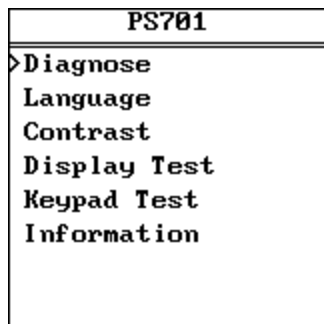 PS701
>Diagnose
Language
Contrast
Display Test
Keypad Test
Information